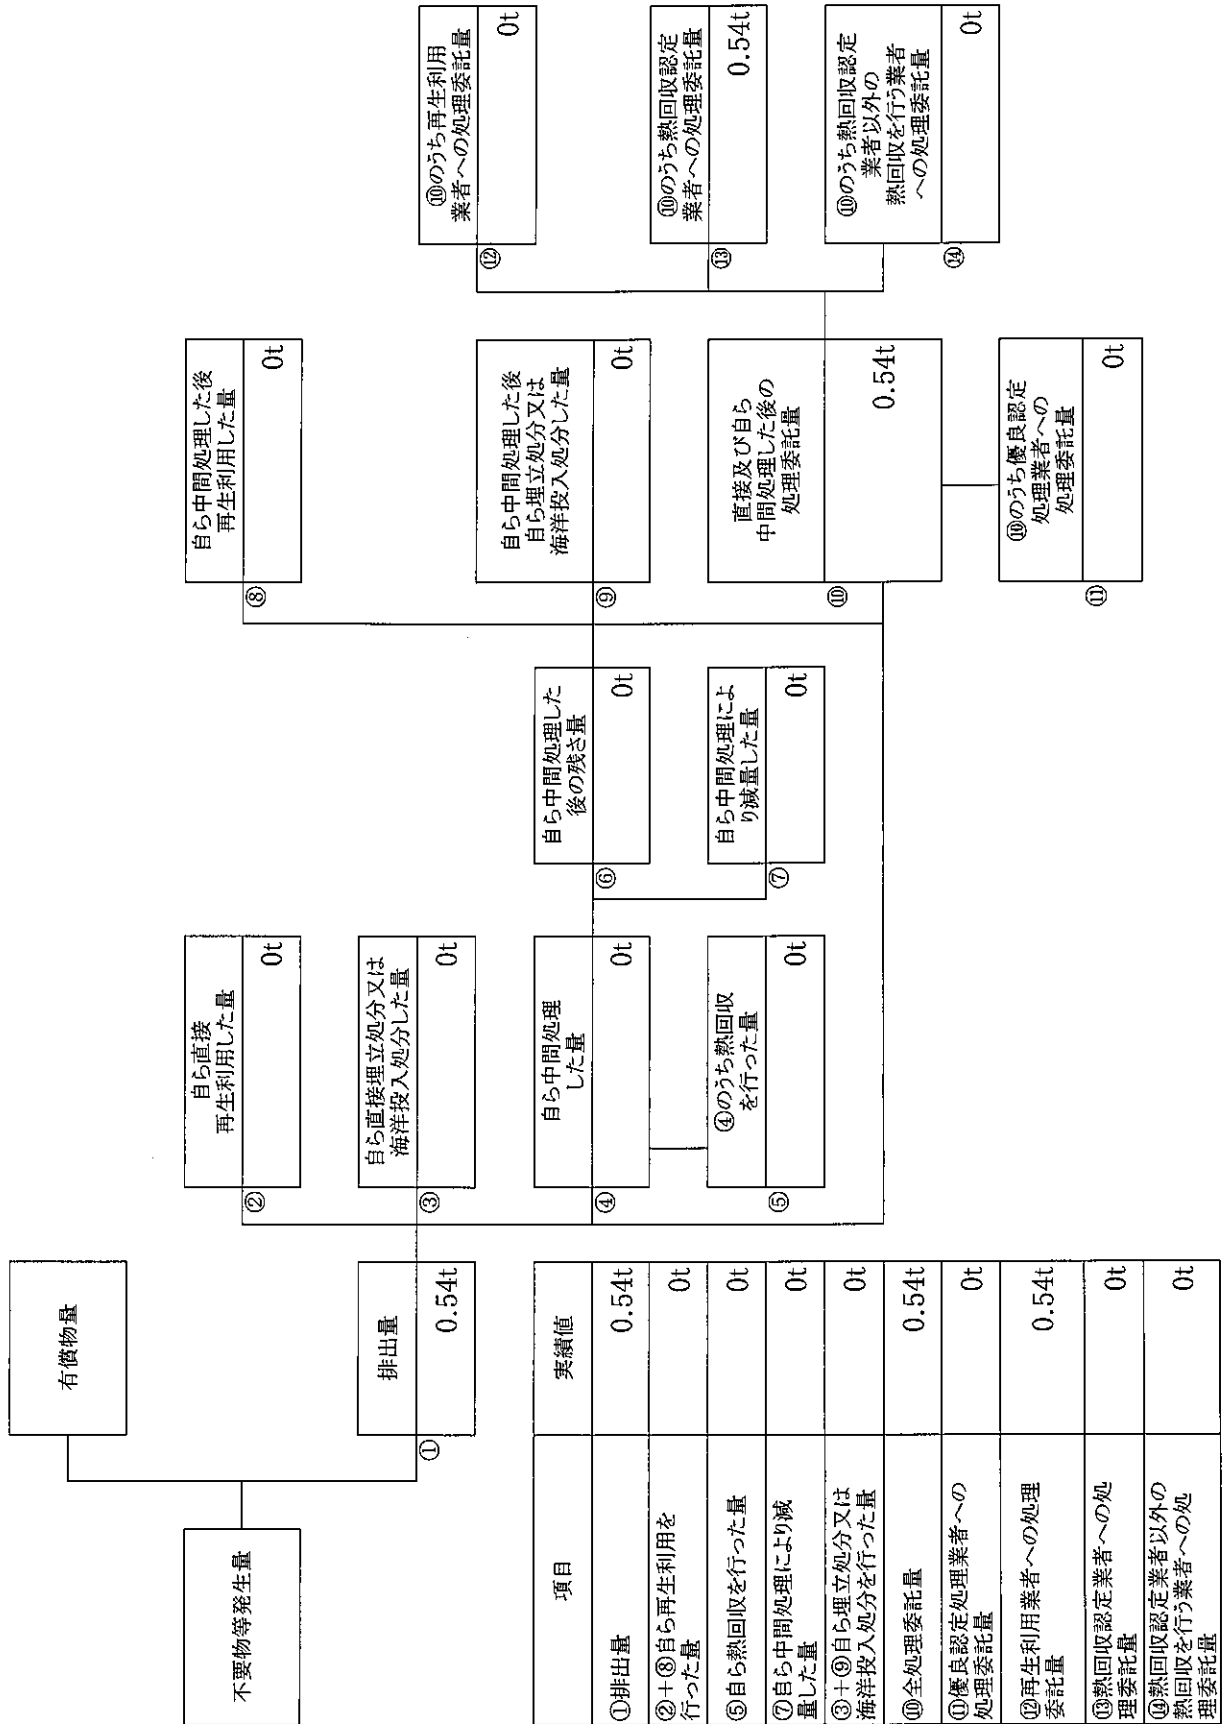 有償物量
不要物等発生量
排出量
①
0.54t
自ら直接
再生利用した量
②
0t
自ら直接埋立処分又は
海洋投入処分した量
③
0t
自ら中間処理
した量
④
0t
④のうち熱回収
を行った量
⑤
0t
自ら中間処理した
後の残さ量
⑥
0t
自ら中間処理によ
り減量した量
⑦
0t
自ら中間処理した後
再生利用した量
⑧
0t
自ら中間処理した後
自ら埋立処分又は
海洋投入処分した量
⑨
0t
直接及び自ら
中間処理した後の
処理委託量
⑩
0.54t
⑩のうち優良認定
処理業者への
処理委託量
⑪
0t
⑩のうち再生利用
業者への処理委託量
⑫
0t
⑩のうち熱回収認定
業者への処理委託量
⑬
0.54t
⑩のうち熱回収認定
業者以外の
熱回収を行う業者
への処理委託量
⑭
0t
項目 実績値
①排出量 0.54t
②+⑧自ら再生利用を
行った量 0t
⑤自ら熱回収を行った量 0t
⑦自ら中間処理により減
量した量 0t
③+⑨自ら埋立処分又は
海洋投入処分を行った量 0t
⑩全処理委託量 0.54t
⑪優良認定処理業者への
処理委託量 0t
⑫再生利用業者への処理
委託量 0.54t
⑬熱回収認定業者への処
理委託量 0t
⑭熱回収認定業者以外の
熱回収を行う業者への処
理委託量 0t